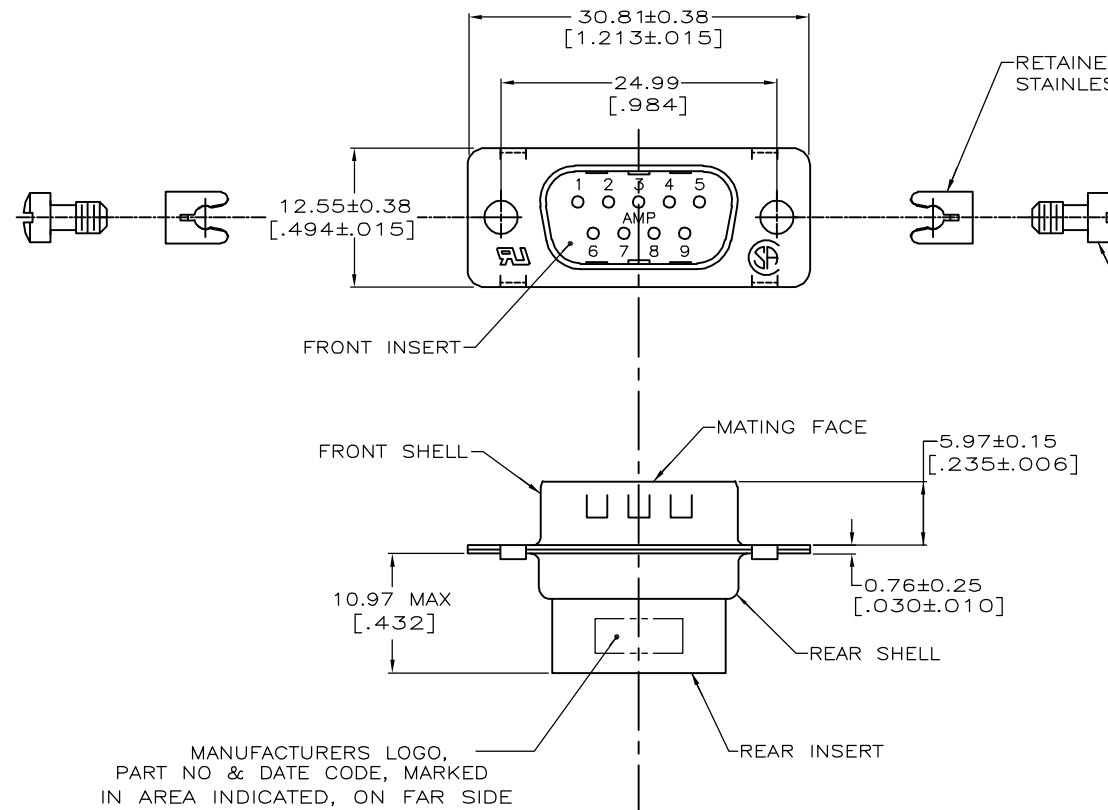 30.81±0.38
[1.213±.015]
24.99
[.984]
STAINLES
12.55±0.38
[.494±.015]
1 2 3 4 5
AMP
6 7 8 9
FRONT INSERT
MATING FACE
FRONT SHELL
5.97±0.15
[.235±.006]
10.97 MAX
[.432]
0.76±0.25
[.030±.010]
REAR SHELL
REAR INSERT
MANUFACTURERS LOGO,
PART NO & DATE CODE, MARKED
IN AREA INDICATED, ON FAR SIDE